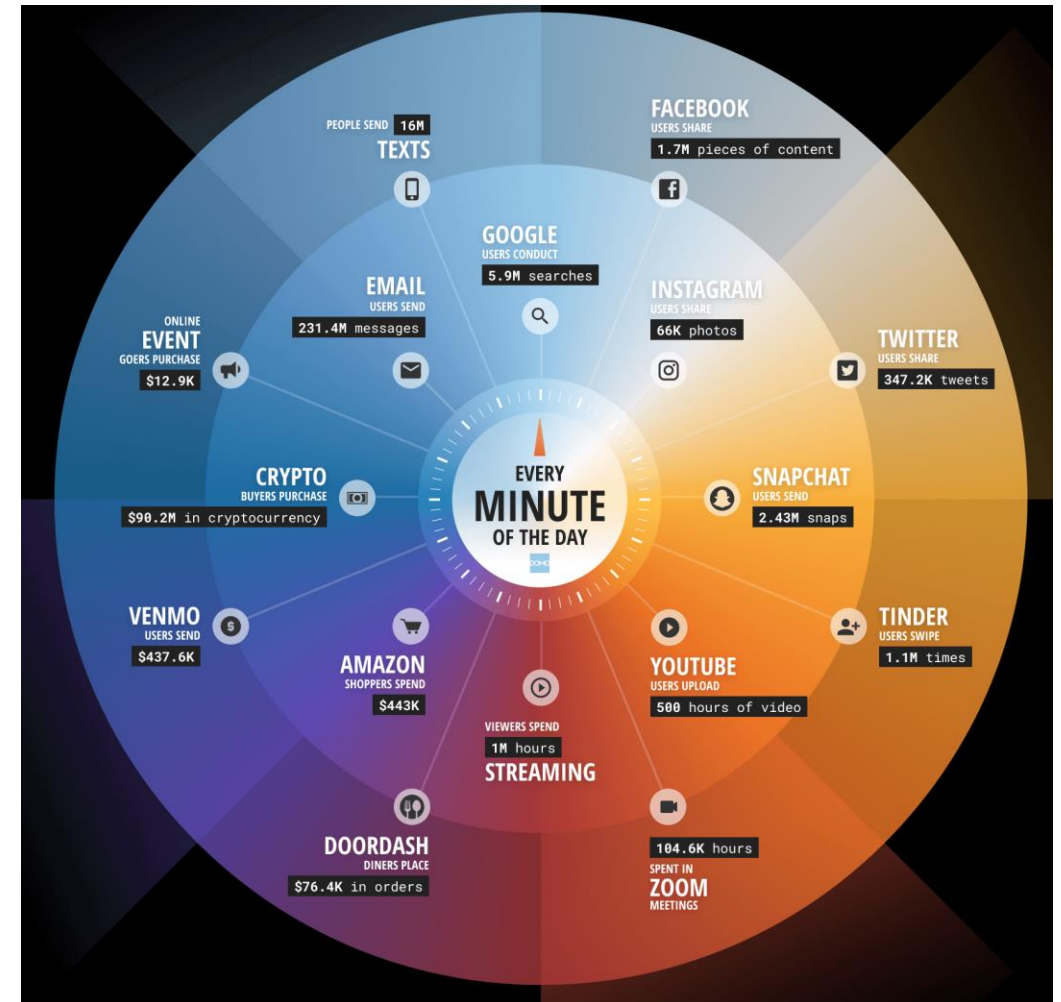 PEOPLE SEND 16M
TEXTS
FACEBOOK
USERS SHARE
1.7M pieces of content
GOOGLE
USERS CONDUCT
5.9M searches
EMAIL
USERS SEND
231.4M messages
INSTAGRAM
USERS SHARE
66K photos
ONLINE
EVENT
GOERS PURCHASE
$12.9K
TWITTER
USERS SHARE
347.2K tweets
CRYPTO
BUYERS PURCHASE
$90.2M in cryptocurrency
EVERY
MINUTE
OF THE DAY
DOMO
SNAPCHAT
USERS SEND
2.43M snaps
VENMO
USERS SEND
$437.6K
AMAZON
SHOPPERS SPEND
$443K
VIEWERS SPEND
1M hours
STREAMING
YOUTUBE
USERS UPLOAD
500 hours of video
TINDER
USERS SWIPE
1.1M times
DOORDASH
DINERS PLACE
$76.4K in orders
104.6K hours
SPENT IN
ZOOM
MEETINGS